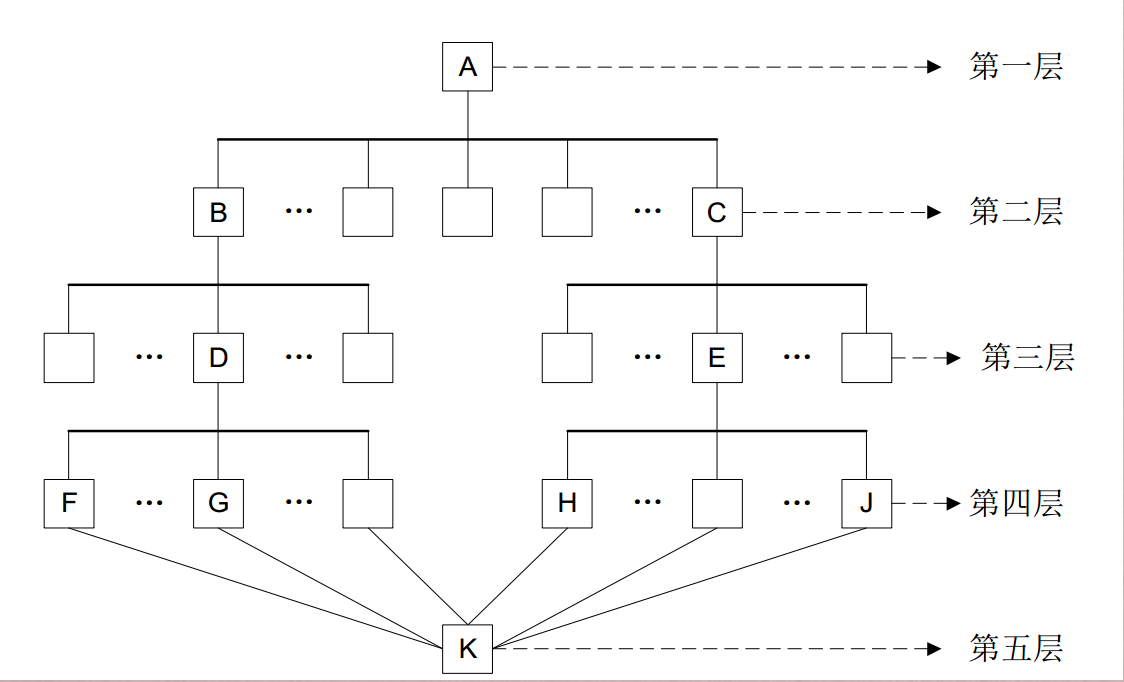 A 第一层
B … … C 第二层
… D … … E … 第三层
F … G … H … … J 第四层
K 第五层